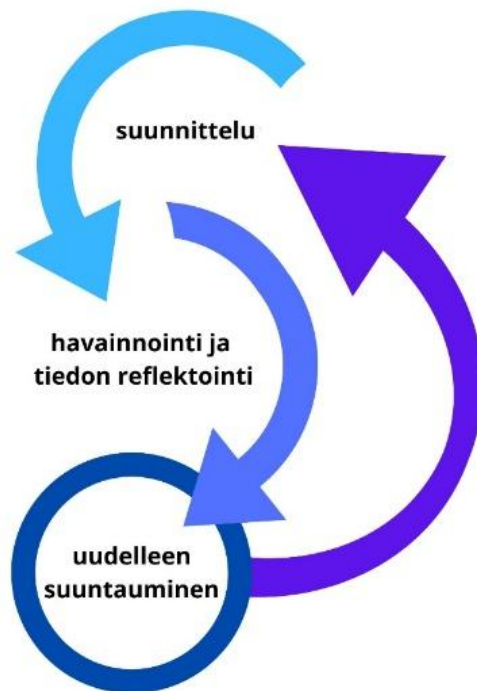 suunnittelu
havainnointi ja
tiedon reflektointi
uudelleen
suuntauminen